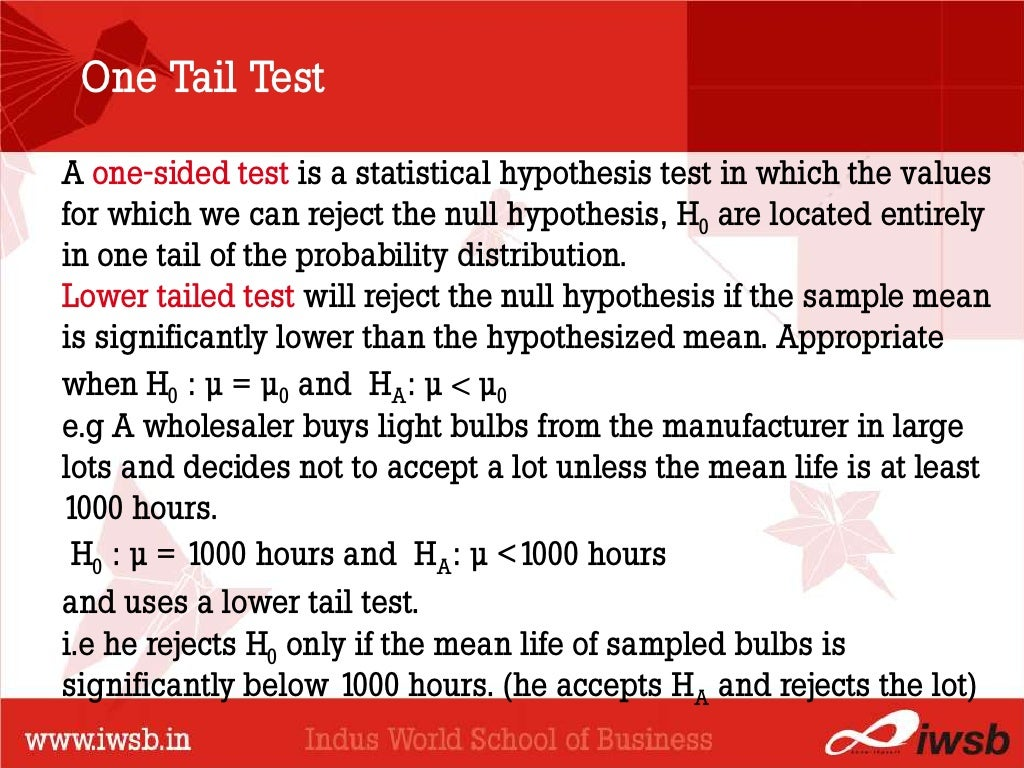 One Tail Test
A one-sided test is a statistical hypothesis test in which the values
for which we can reject the null hypothesis, H₀ are located entirely
in one tail of the probability distribution.
Lower tailed test will reject the null hypothesis if the sample mean
is significantly lower than the hypothesized mean. Appropriate
when H₀ : μ = μ₀ and H_A: μ < μ₀
e.g A wholesaler buys light bulbs from the manufacturer in large
lots and decides not to accept a lot unless the mean life is at least
1000 hours.
H₀ : μ = 1000 hours and H_A: μ <1000 hours
and uses a lower tail test.
i.e he rejects H₀ only if the mean life of sampled bulbs is
significantly below 1000 hours. (he accepts H_A and rejects the lot)
www.iwsb.in
Indus World School of Business
iwsb